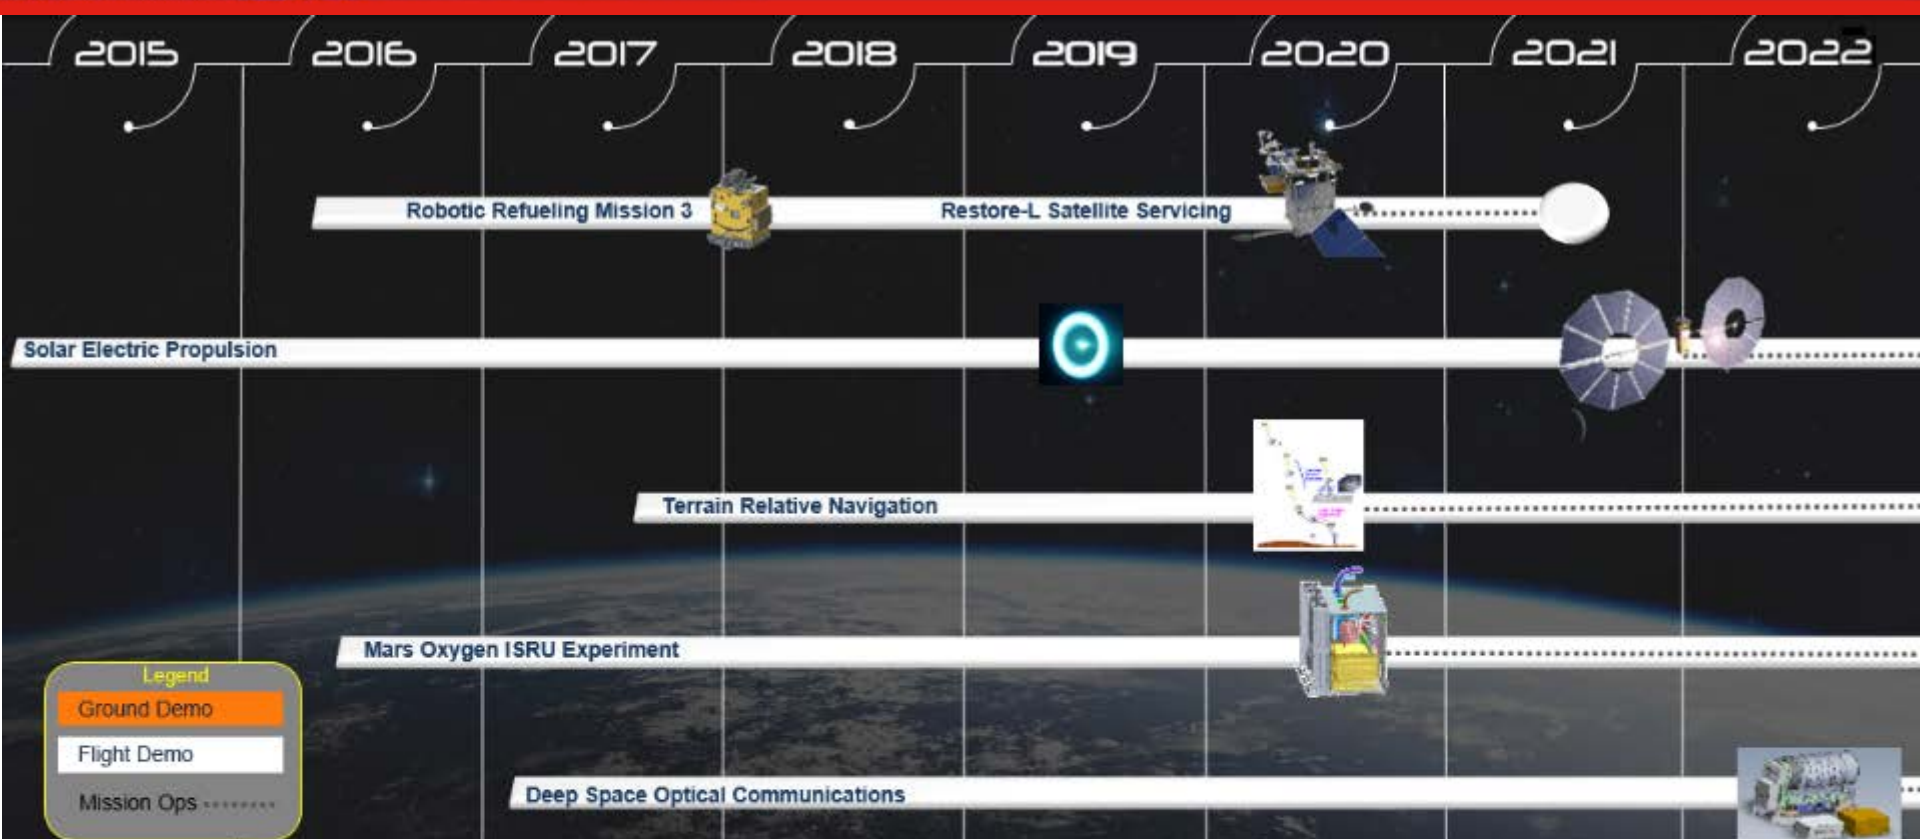 2015 2016 2017 2018 2019 2020 2021 2022
Robotic Refueling Mission 3 Restore-L Satellite Servicing
Solar Electric Propulsion
Terrain Relative Navigation
Mars Oxygen ISRU Experiment
Legend
Ground Demo
Flight Demo
Mission Ops
Deep Space Optical Communications